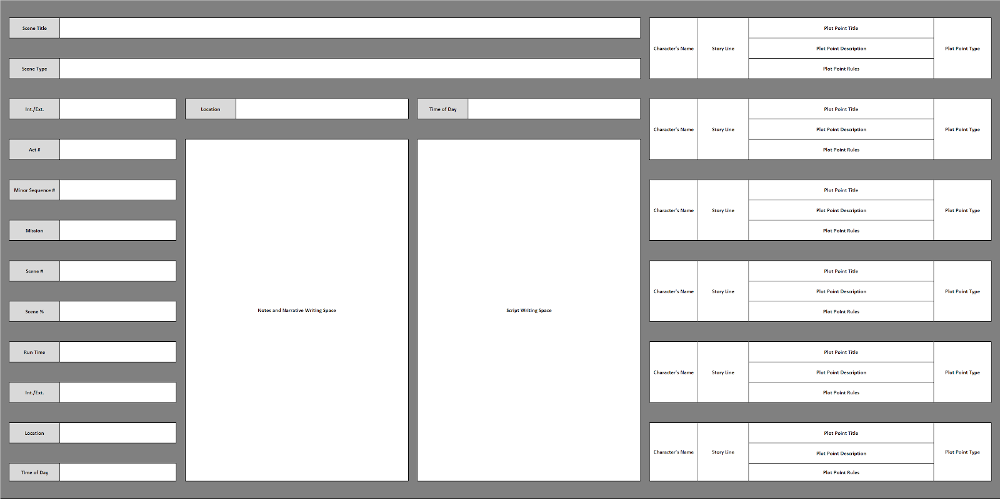 Scene Title
Scene Type
Int./Ext.
Location
Time of Day
Act #
Minor Sequence #
Mission
Scene #
Scene %
Run Time
Int./Ext.
Location
Time of Day
Notes and Narrative Writing Space
Script Writing Space
Character's Name
Story Line
Plot Point Title
Plot Point Description
Plot Point Rules
Plot Point Type
Character's Name
Story Line
Plot Point Title
Plot Point Description
Plot Point Rules
Plot Point Type
Character's Name
Story Line
Plot Point Title
Plot Point Description
Plot Point Rules
Plot Point Type
Character's Name
Story Line
Plot Point Title
Plot Point Description
Plot Point Rules
Plot Point Type
Character's Name
Story Line
Plot Point Title
Plot Point Description
Plot Point Rules
Plot Point Type
Character's Name
Story Line
Plot Point Title
Plot Point Description
Plot Point Rules
Plot Point Type